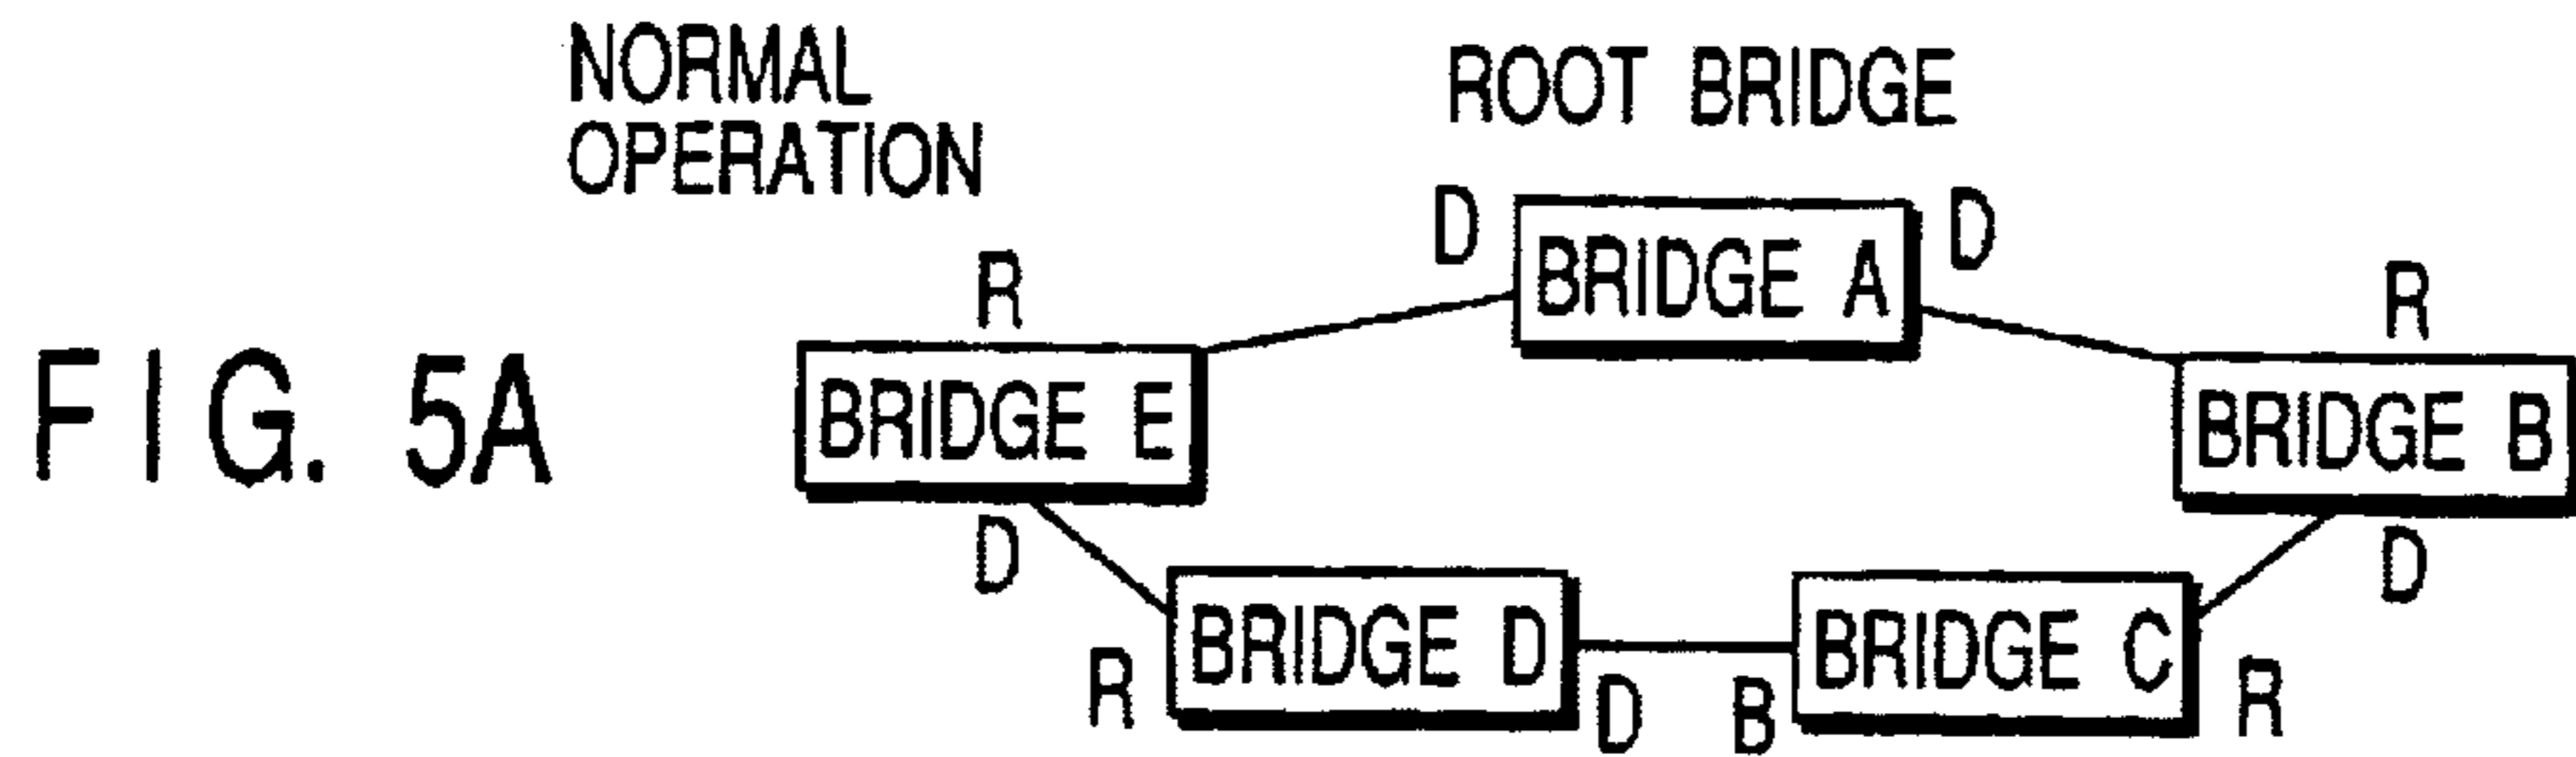 NORMAL
OPERATION
ROOT BRIDGE
D
BRIDGE A
D
R
R
FIG. 5A
BRIDGE E
BRIDGE B
D
D
BRIDGE D
BRIDGE C
R
D
B
R